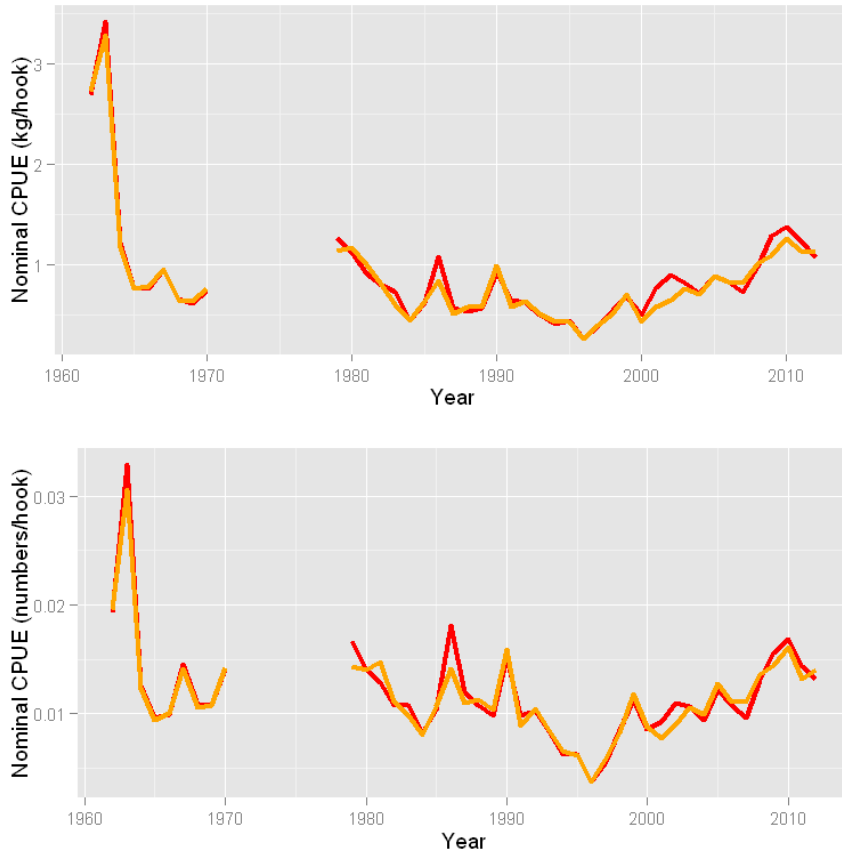 Nominal CPUE (kg/hook)
3
2
1
1960 1970 1980 1990 2000 2010
Year
Nominal CPUE (numbers/hook)
0.03
0.02
0.01
1960 1970 1980 1990 2000 2010
Year